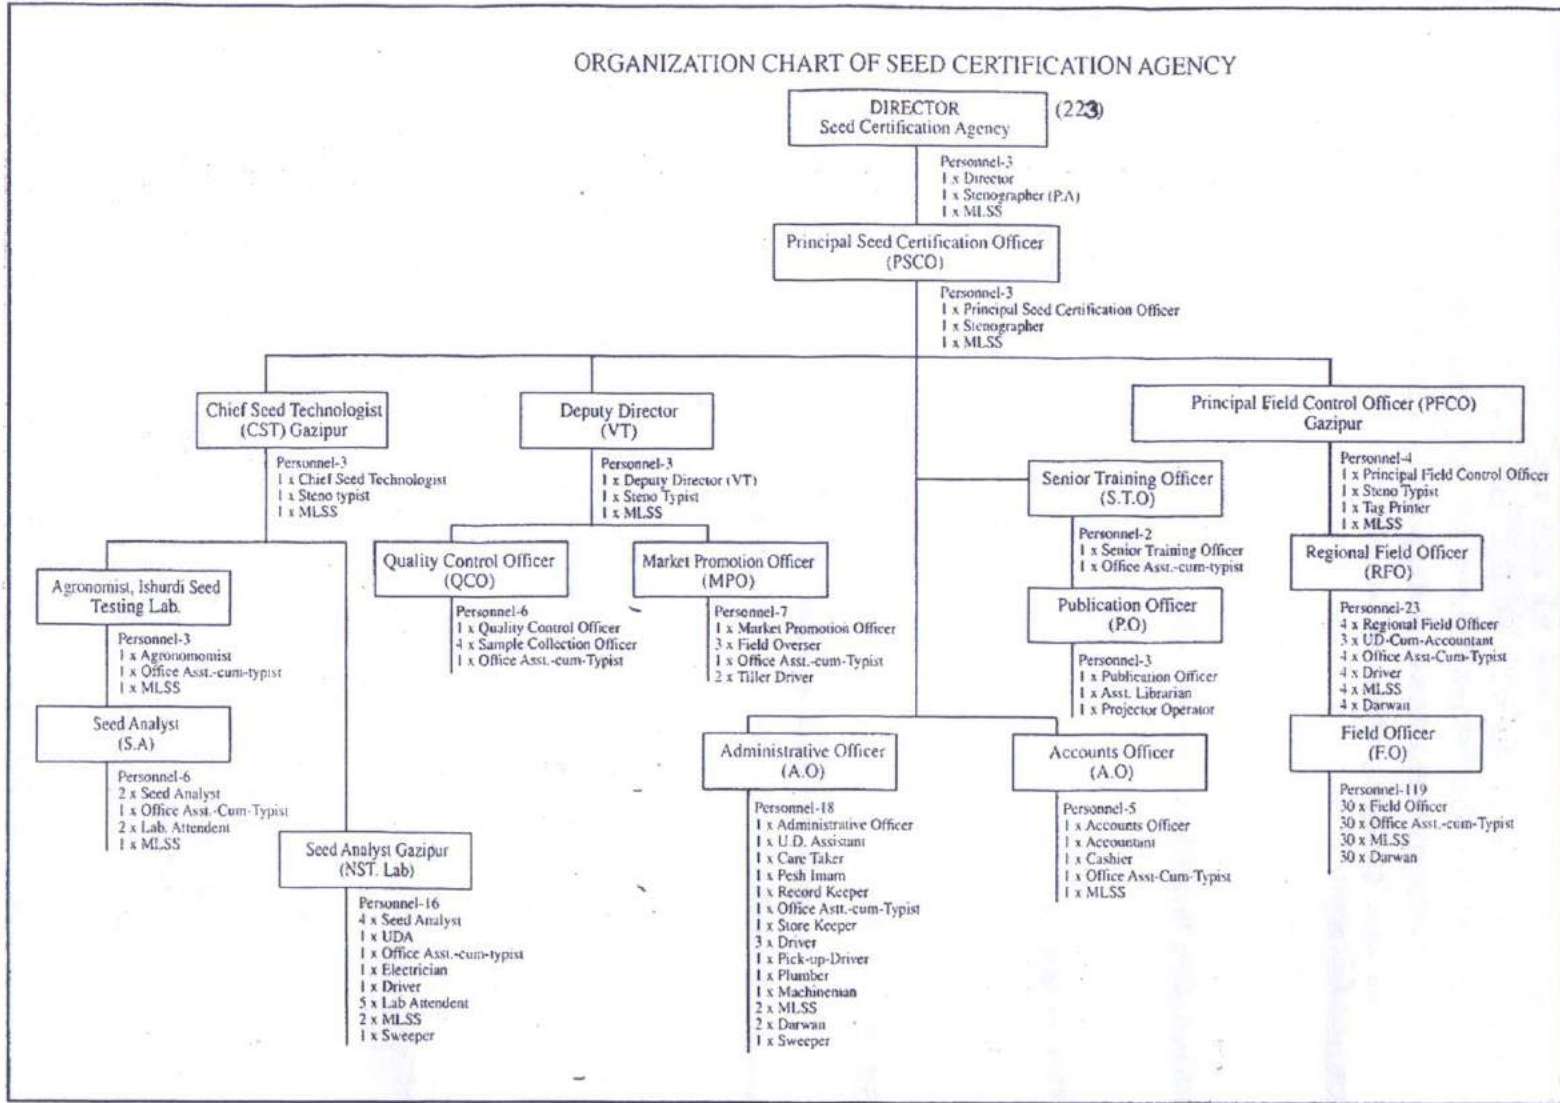 ORGANIZATION CHART OF SEED CERTIFICATION AGENCY
DIRECTOR
Seed Certification Agency
(223)
Personnel-3
1 x Director
1 x Stenographer (P.A)
1 x MLSS
Principal Seed Certification Officer
(PSCO)
Personnel-3
1 x Principal Seed Certification Officer
1 x Stenographer
1 x MLSS
Chief Seed Technologist
(CST) Gazipur
Personnel-3
1 x Chief Seed Technologist
1 x Steno typist
1 x MLSS
Agronomist, Ishurdi Seed
Testing Lab.
Personnel-3
1 x Agronomomist
1 x Office Asst.-cum-typist
1 x MLSS
Seed Analyst
(S.A)
Personnel-6
2 x Seed Analyst
1 x Office Asst.-Cum-Typist
2 x Lab. Attendent
1 x MLSS
Seed Analyst Gazipur
(NST. Lab)
Personnel-16
4 x Seed Analyst
1 x UDA
1 x Office Asst.-cum-typist
1 x Electrician
1 x Driver
5 x Lab Attendent
2 x MLSS
1 x Sweeper
Deputy Director
(VT)
Personnel-3
1 x Deputy Director (VT)
1 x Steno Typist
1 x MLSS
Quality Control Officer
(QCO)
Personnel-6
1 x Quality Control Officer
4 x Sample Collection Officer
1 x Office Asst.-cum-Typist
Market Promotion Officer
(MPO)
Personnel-7
1 x Market Promotion Officer
3 x Field Overser
1 x Office Asst.-cum-Typist
2 x Tiller Driver
Senior Training Officer
(S.T.O)
Personnel-2
1 x Senior Training Officer
1 x Office Asst.-cum-typist
Publication Officer
(P.O)
Personnel-3
1 x Publication Officer
1 x Asst. Librarian
1 x Projector Operator
Administrative Officer
(A.O)
Personnel-18
1 x Administrative Officer
1 x U.D. Assistant
1 x Care Taker
1 x Pesh Imam
1 x Record Keeper
1 x Office Astt.-cum-Typist
1 x Store Keeper
3 x Driver
1 x Pick-up-Driver
1 x Plumber
1 x Machineman
2 x MLSS
2 x Darwan
1 x Sweeper
Accounts Officer
(A.O)
Personnel-5
1 x Accounts Officer
1 x Accountant
1 x Cashier
1 x Office Asst-Cum-Typist
1 x MLSS
Principal Field Control Officer (PFCO)
Gazipur
Personnel-4
1 x Principal Field Control Officer
1 x Steno Typist
1 x Tag Printer
1 x MLSS
Regional Field Officer
(RFO)
Personnel-23
4 x Regional Field Officer
3 x UD-Cum-Accountant
4 x Office Asst-Cum-Typist
4 x Driver
4 x MLSS
4 x Darwan
Field Officer
(F.O)
Personnel-119
30 x Field Officer
30 x Office Asst.-cum-Typist
30 x MLSS
30 x Darwan